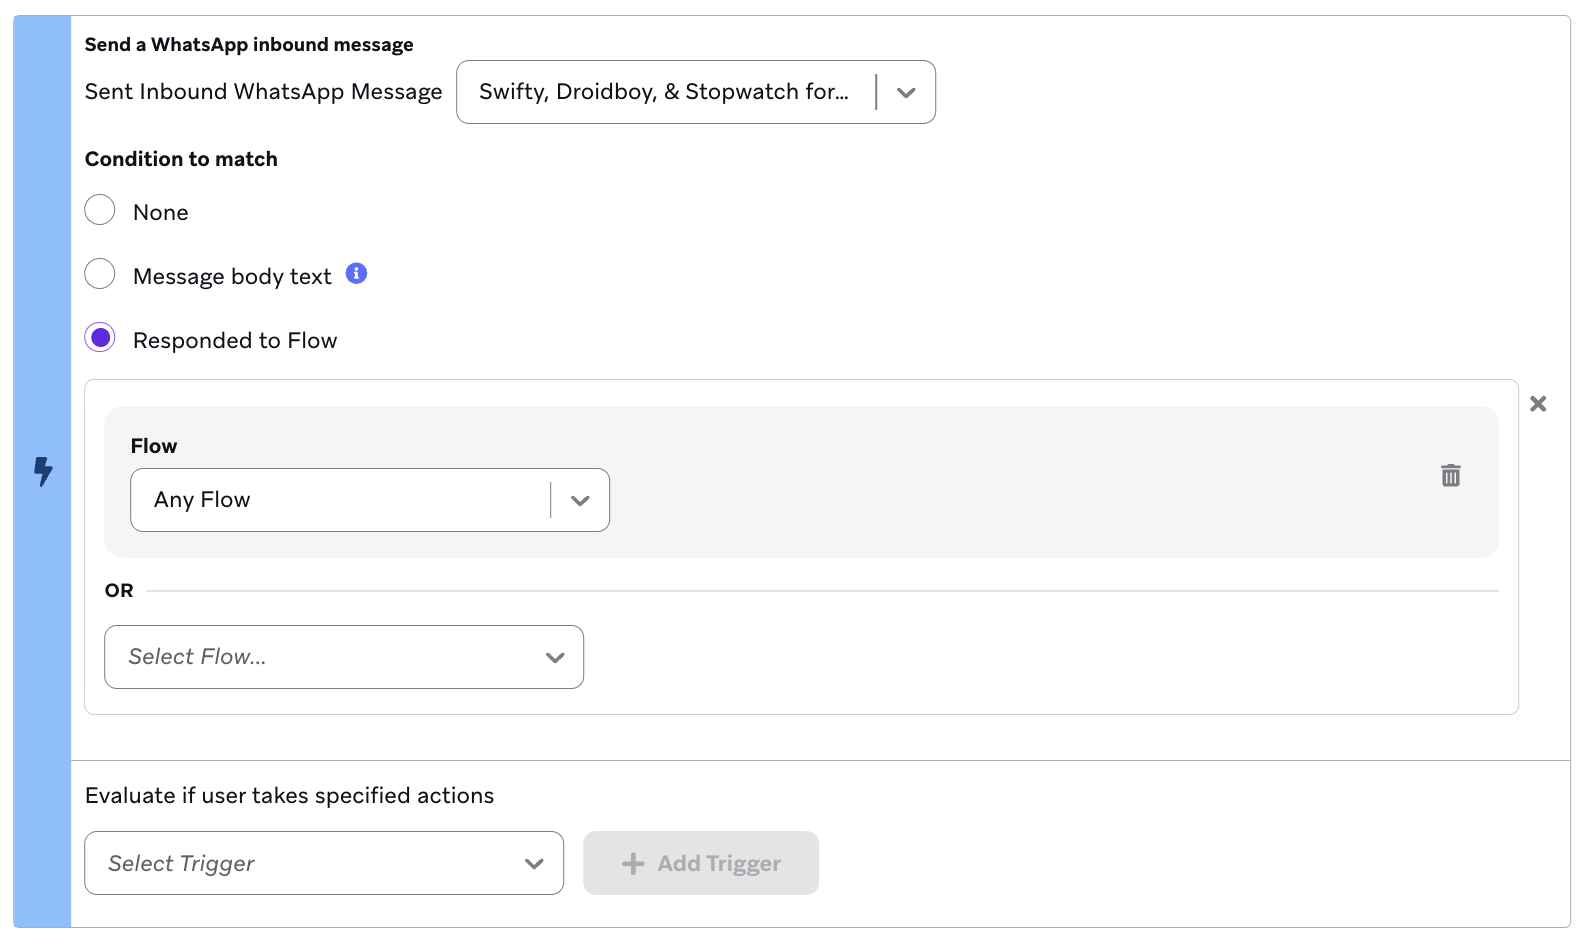 Send a WhatsApp inbound message
Sent Inbound WhatsApp Message
Swifty, Droidboy, & Stopwatch for...
Condition to match
None
Message body text
Responded to Flow
Flow
Any Flow
OR
Select Flow...
Evaluate if user takes specified actions
Select Trigger
Add Trigger